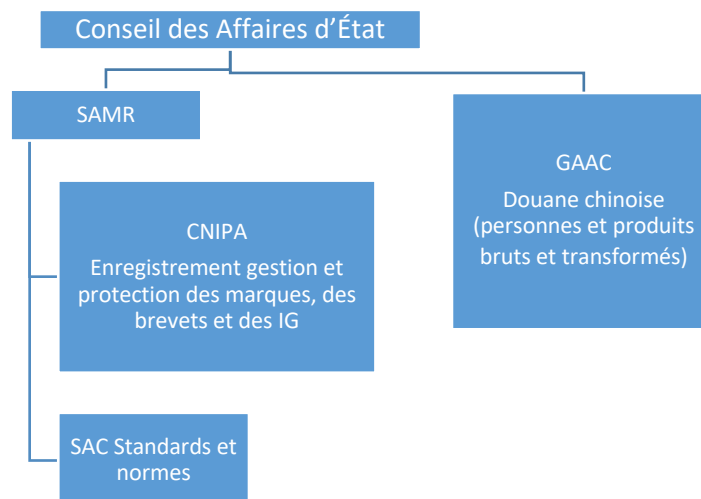 Conseil des Affaires d’État
SAMR
GAAC
Douane chinoise
(personnes et produits
bruts et transformés)
CNIPA
Enregistrement gestion et
protection des marques, des
brevets et des IG
SAC Standards et
normes